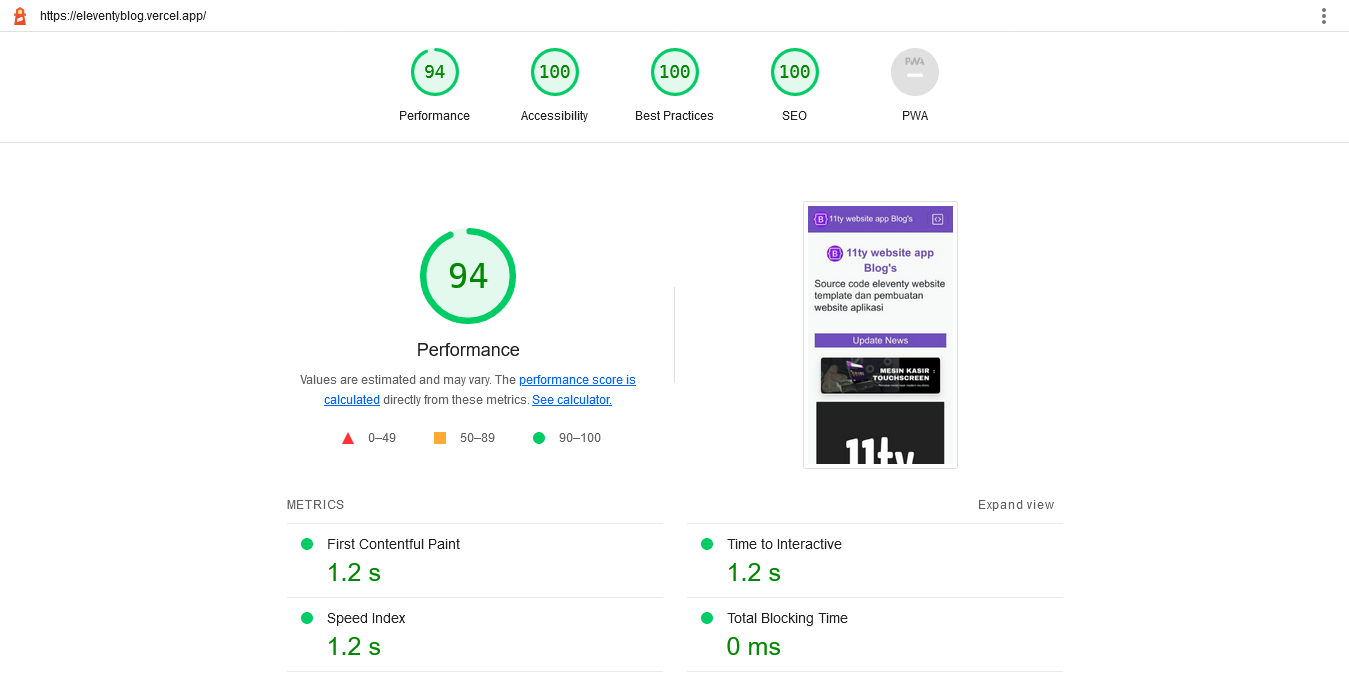 https://eleventyblog.vercel.app/
94
100
100
100
PWA
Performance
Accessibility
Best Practices
SEO
PWA
94
Performance
Values are estimated and may vary. The performance score is
calculated directly from these metrics. See calculator.
0–49
50–89
90–100
B 11ty website app Blog's
B 11ty website app
Blog's
Source code eleventy website
template dan pembuatan
website aplikasi
Update News
MESIN KASIR
TOUCHSCREEN
11ty
METRICS
Expand view
First Contentful Paint
1.2 s
Time to Interactive
1.2 s
Speed Index
1.2 s
Total Blocking Time
0 ms